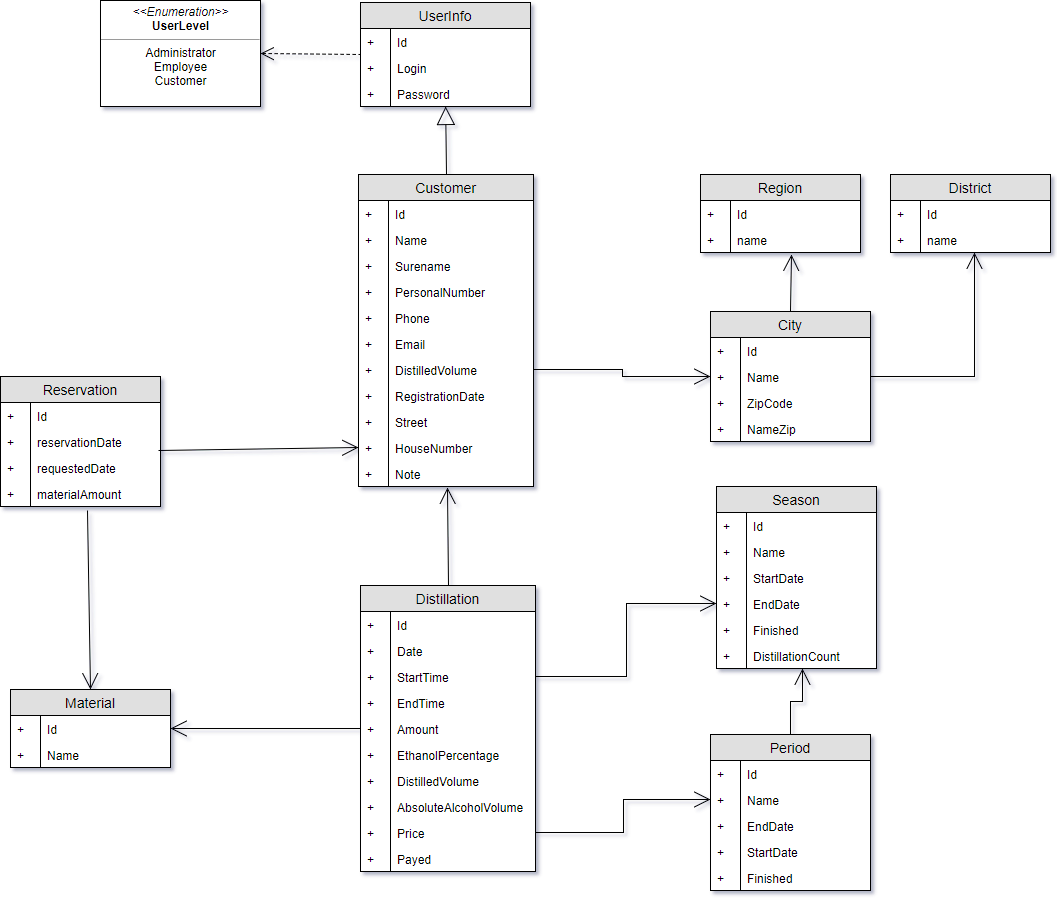 <<Enumeration>>
UserLevel
Administrator
Employee
Customer
UserInfo
+ Id
+ Login
+ Password
Customer
+ Id
+ Name
+ Surename
+ PersonalNumber
+ Phone
+ Email
+ DistilledVolume
+ RegistrationDate
+ Street
+ HouseNumber
+ Note
Region
+ Id
+ name
District
+ Id
+ name
City
+ Id
+ Name
+ ZipCode
+ NameZip
Reservation
+ Id
+ reservationDate
+ requestedDate
+ materialAmount
Season
+ Id
+ Name
+ StartDate
+ EndDate
+ Finished
+ DistillationCount
Distillation
+ Id
+ Date
+ StartTime
+ EndTime
+ Amount
+ EthanolPercentage
+ DistilledVolume
+ AbsoluteAlcoholVolume
+ Price
+ Payed
Material
+ Id
+ Name
Period
+ Id
+ Name
+ EndDate
+ StartDate
+ Finished